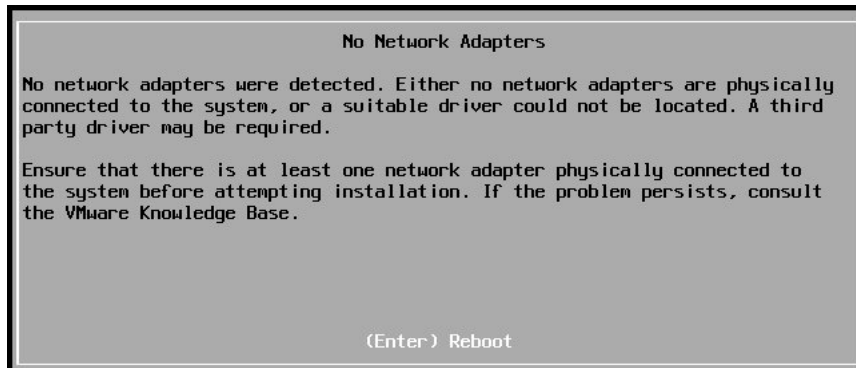 No Network Adapters
No network adapters were detected. Either no network adapters are physically
connected to the system, or a suitable driver could not be located. A third
party driver may be required.
Ensure that there is at least one network adapter physically connected to
the system before attempting installation. If the problem persists, consult
the VMware Knowledge Base.
(Enter) Reboot